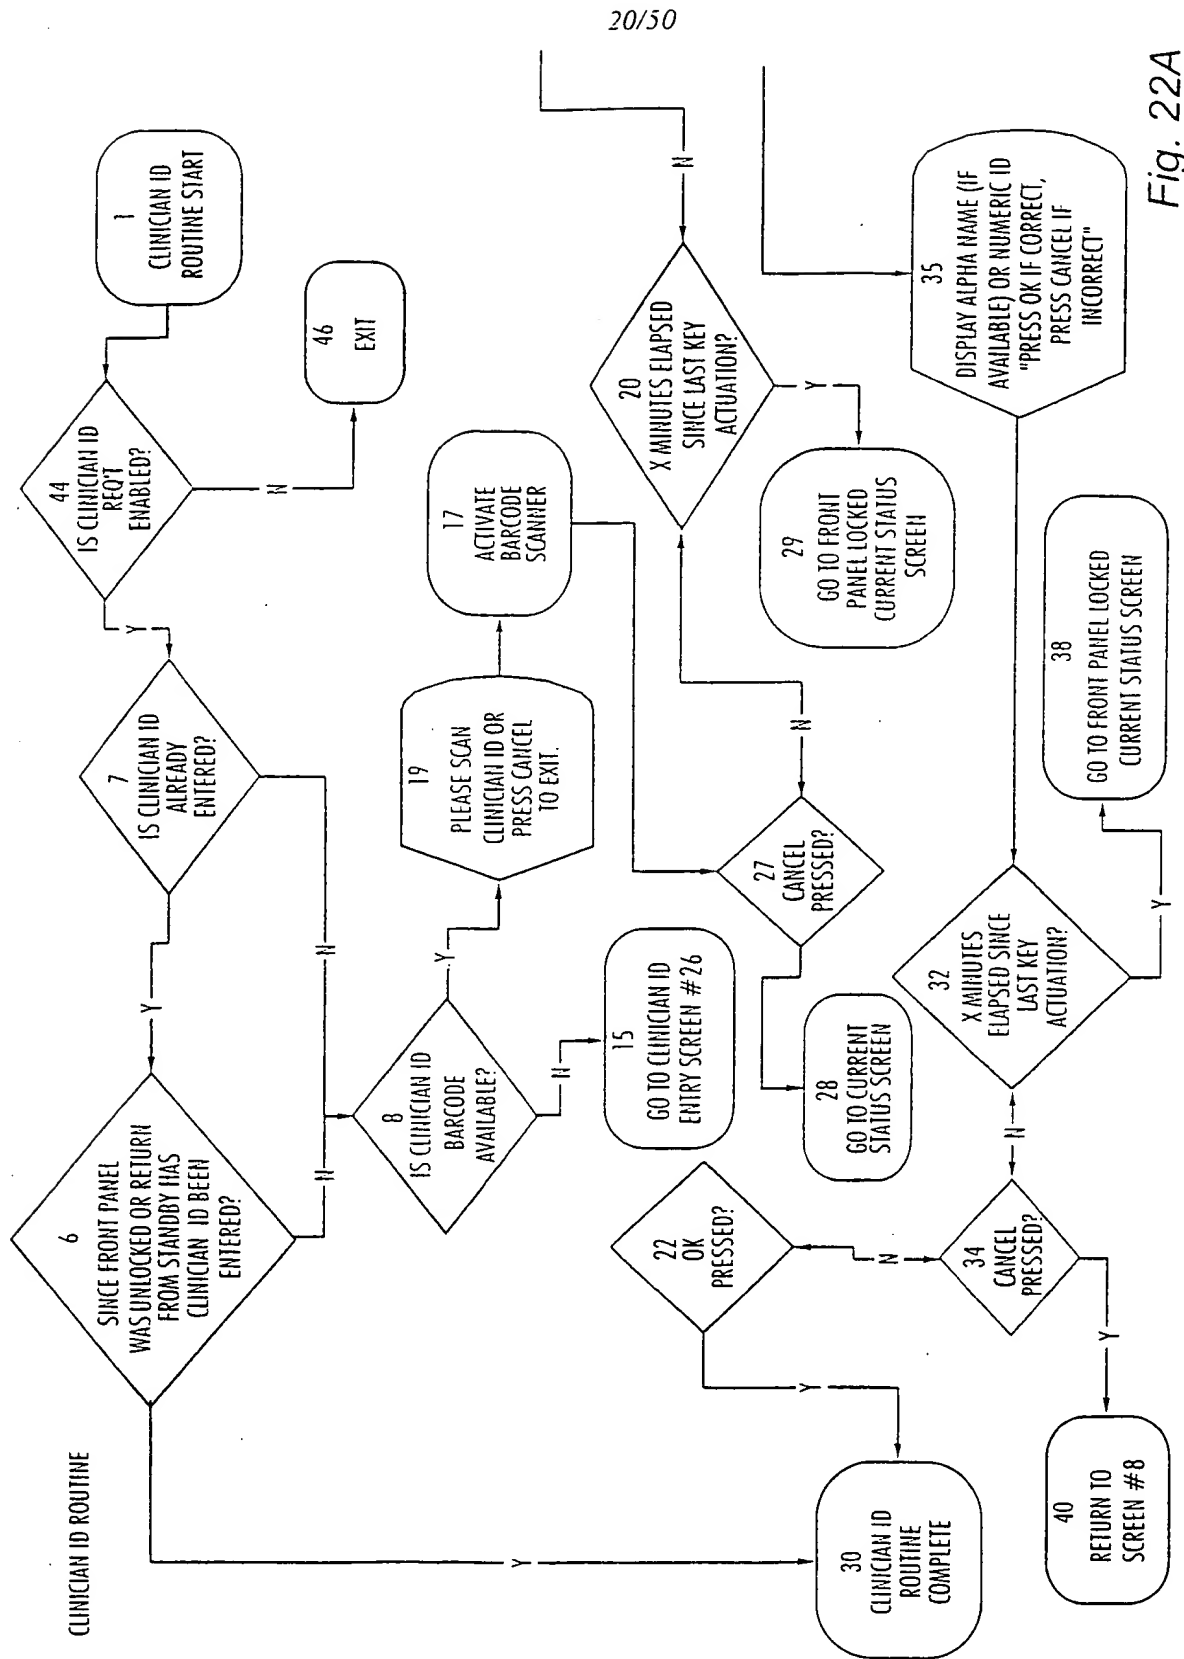 20/50
CLINICIAN ID ROUTINE
1
CLINICIAN ID
ROUTINE START
44
IS CLINICIAN ID
REQ'T
ENABLED?
N
46
EXIT
Y
7
IS CLINICIAN ID
ALREADY
ENTERED?
Y
N
6
SINCE FRONT PANEL
WAS UNLOCKED OR RETURN
FROM STANDBY HAS
CLINICIAN ID BEEN
ENTERED?
N
Y
8
IS CLINICIAN ID
BARCODE
AVAILABLE?
Y
N
19
PLEASE SCAN
CLINICIAN ID OR
PRESS CANCEL
TO EXIT.
17
ACTIVATE
BARCODE
SCANNER
15
GO TO CLINICIAN ID
ENTRY SCREEN #26
27
CANCEL
PRESSED?
N
28
GO TO CURRENT
STATUS SCREEN
20
X MINUTES ELAPSED
SINCE LAST KEY
ACTUATION?
N
Y
29
GO TO FRONT
PANEL LOCKED
CURRENT STATUS
SCREEN
35
DISPLAY ALPHA NAME (IF
AVAILABLE) OR NUMERIC ID
"PRESS OK IF CORRECT,
PRESS CANCEL IF
INCORRECT"
32
X MINUTES
ELAPSED SINCE
LAST KEY
ACTUATION?
Y
38
GO TO FRONT PANEL LOCKED
CURRENT STATUS SCREEN
N
34
CANCEL
PRESSED?
N
Y
22
OK
PRESSED?
Y
30
CLINICIAN ID
ROUTINE
COMPLETE
40
RETURN TO
SCREEN #8
Fig. 22A